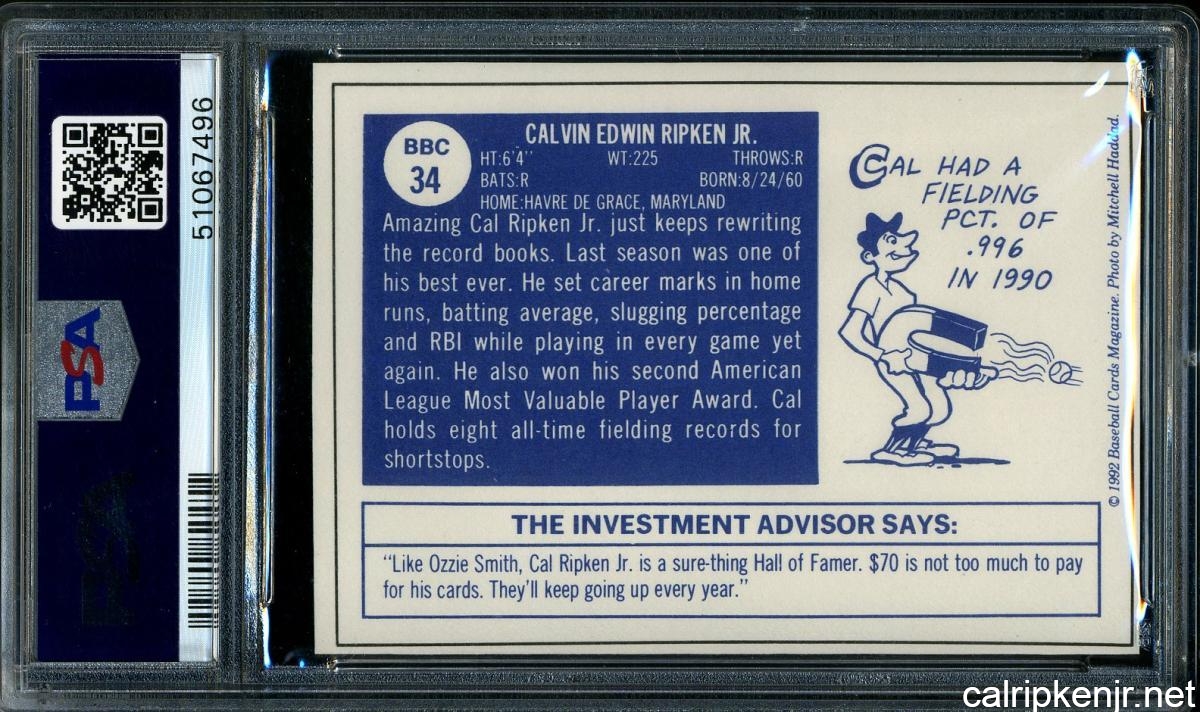 51067496
PSA
BBC
34
CALVIN EDWIN RIPKEN JR.
HT:6'4" WT:225 THROWS:R
BATS:R BORN:8/24/60
HOME:HAVRE DE GRACE, MARYLAND
Amazing Cal Ripken Jr. just keeps rewriting
the record books. Last season was one of
his best ever. He set career marks in home
runs, batting average, slugging percentage
and RBI while playing in every game yet
again. He also won his second American
League Most Valuable Player Award. Cal
holds eight all-time fielding records for
shortstops.
CAL HAD A
FIELDING
PCT. OF
.996
IN 1990
© 1992 Baseball Cards Magazine. Photo by Mitchell Haddad.
THE INVESTMENT ADVISOR SAYS:
“Like Ozzie Smith, Cal Ripken Jr. is a sure-thing Hall of Famer. $70 is not too much to pay
for his cards. They'll keep going up every year.”
calripkenjr.net